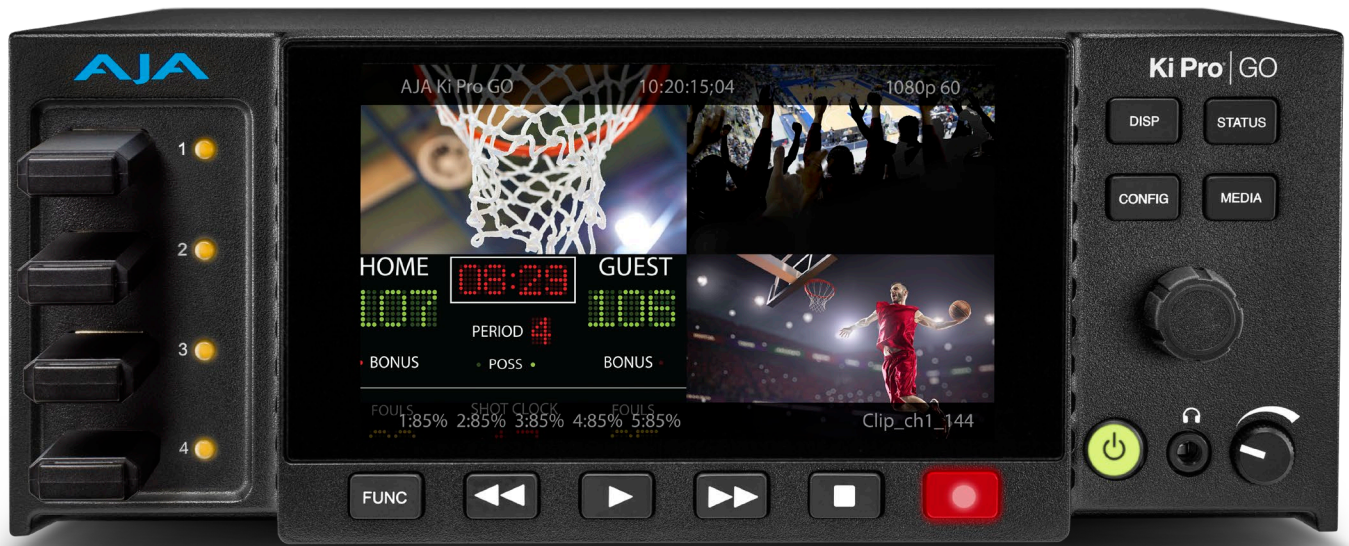 AJA
Ki Pro GO
1
2
3
4
AJA Ki Pro GO 10:20:15;04 1080p 60
HOME 08:29 GUEST
107 106
PERIOD 4
BONUS POSS BONUS
FOULS SHOT CLOCK FOULS
1:85% 2:85% 3:85% 4:85% 5:85% Clip_ch1_144
DISP STATUS
CONFIG MEDIA
FUNC